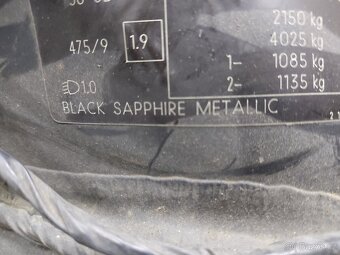 2150 kg
4025 kg
475/9 1.9
1– 1085 kg
2– 1135 kg
1.0
BLACK SAPPHIRE METALLIC